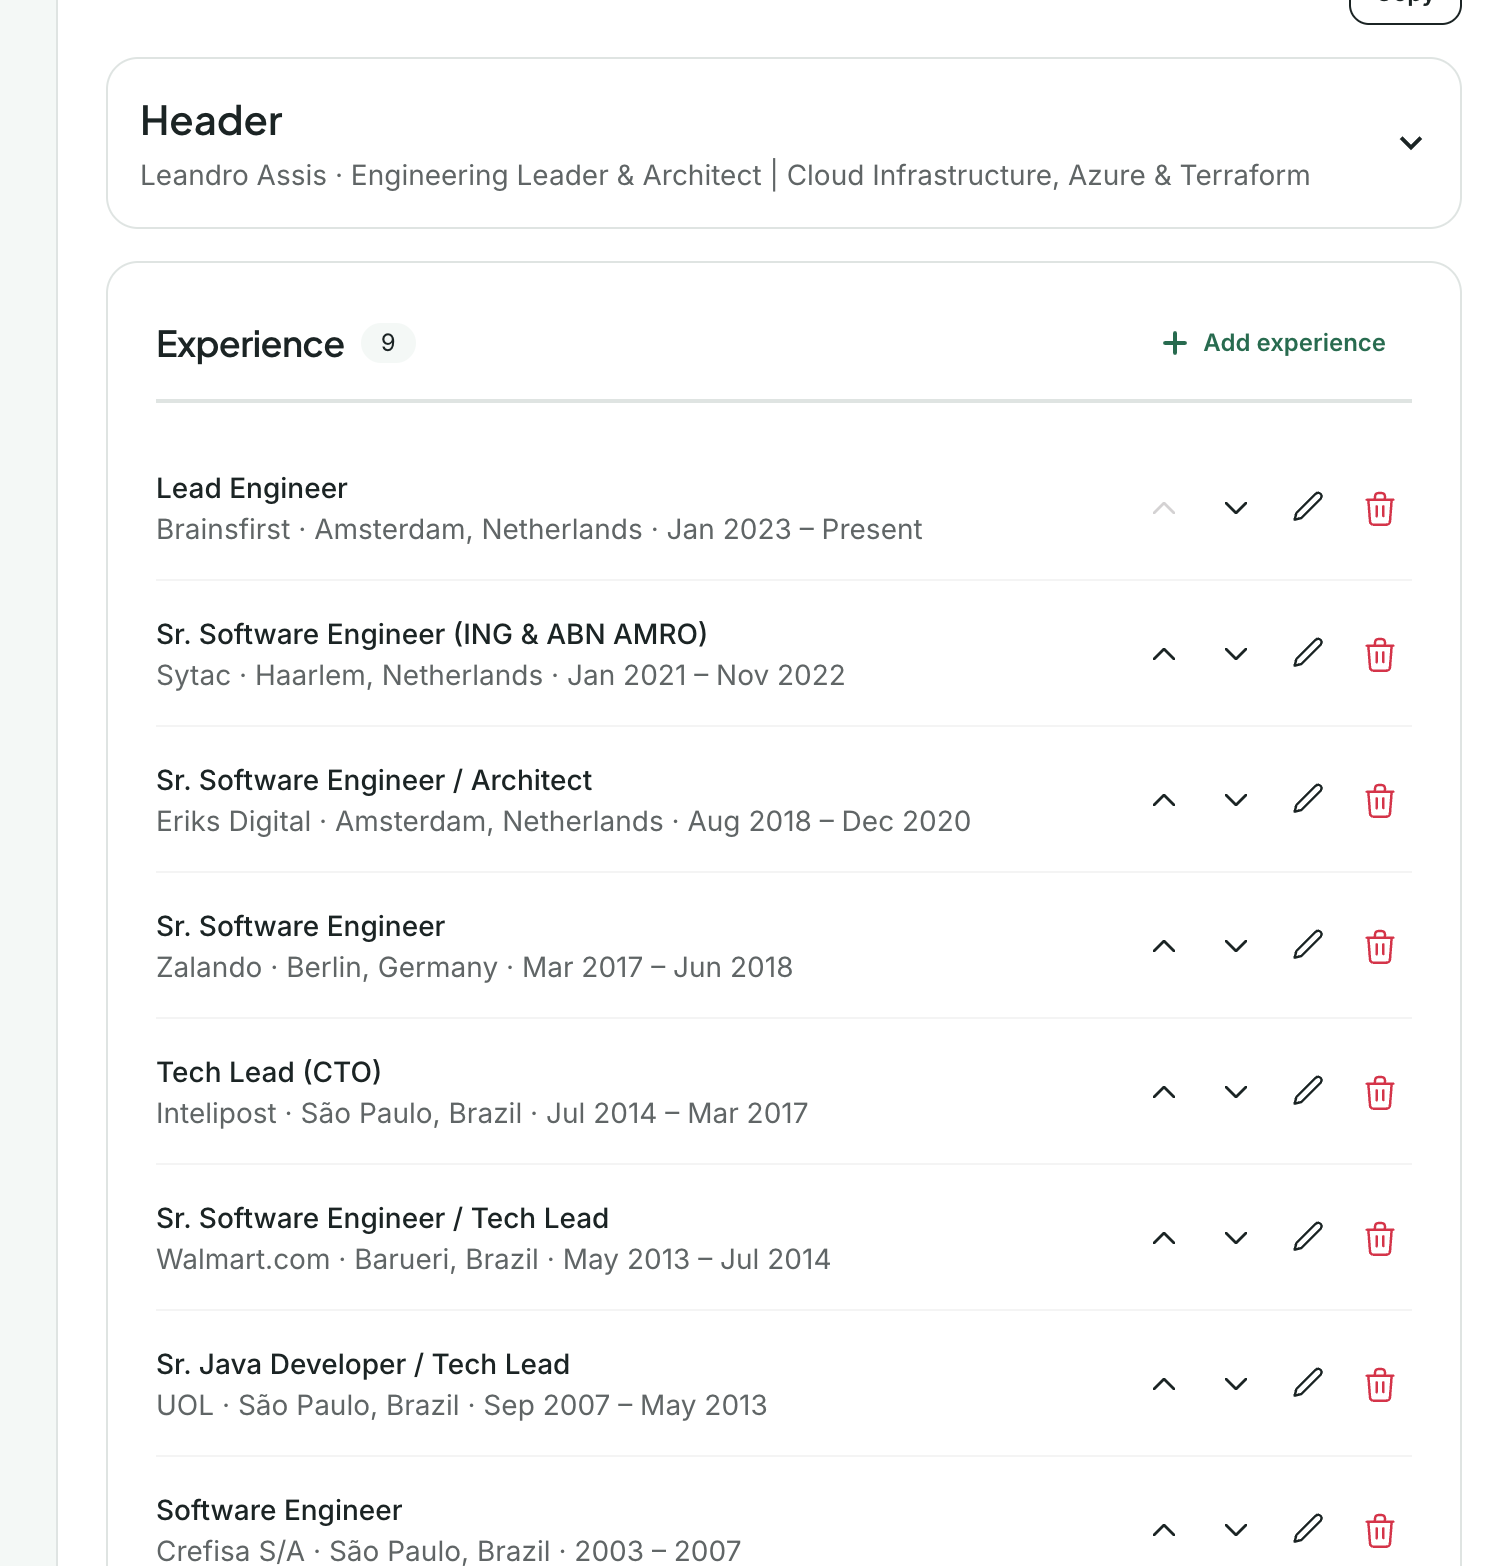 Header
Leandro Assis · Engineering Leader & Architect | Cloud Infrastructure, Azure & Terraform
Experience 9
+ Add experience
Lead Engineer
Brainsfirst · Amsterdam, Netherlands · Jan 2023 – Present
Sr. Software Engineer (ING & ABN AMRO)
Sytac · Haarlem, Netherlands · Jan 2021 – Nov 2022
Sr. Software Engineer / Architect
Eriks Digital · Amsterdam, Netherlands · Aug 2018 – Dec 2020
Sr. Software Engineer
Zalando · Berlin, Germany · Mar 2017 – Jun 2018
Tech Lead (CTO)
Intelipost · São Paulo, Brazil · Jul 2014 – Mar 2017
Sr. Software Engineer / Tech Lead
Walmart.com · Barueri, Brazil · May 2013 – Jul 2014
Sr. Java Developer / Tech Lead
UOL · São Paulo, Brazil · Sep 2007 – May 2013
Software Engineer
Crefisa S/A · São Paulo, Brazil · 2003 – 2007